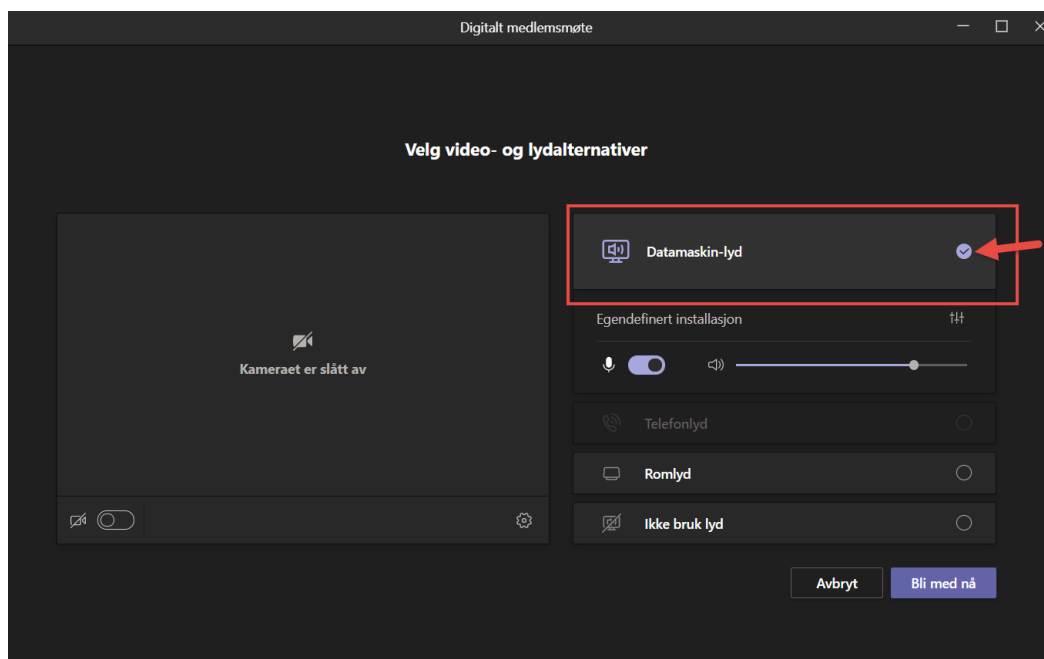 Digitalt medlemsmøte
Velg video- og lydalternativer
Kameraet er slått av
Datamaskin-lyd
Egendefinert installasjon
Telefonlyd
Romlyd
Ikke bruk lyd
Avbryt
Bli med nå